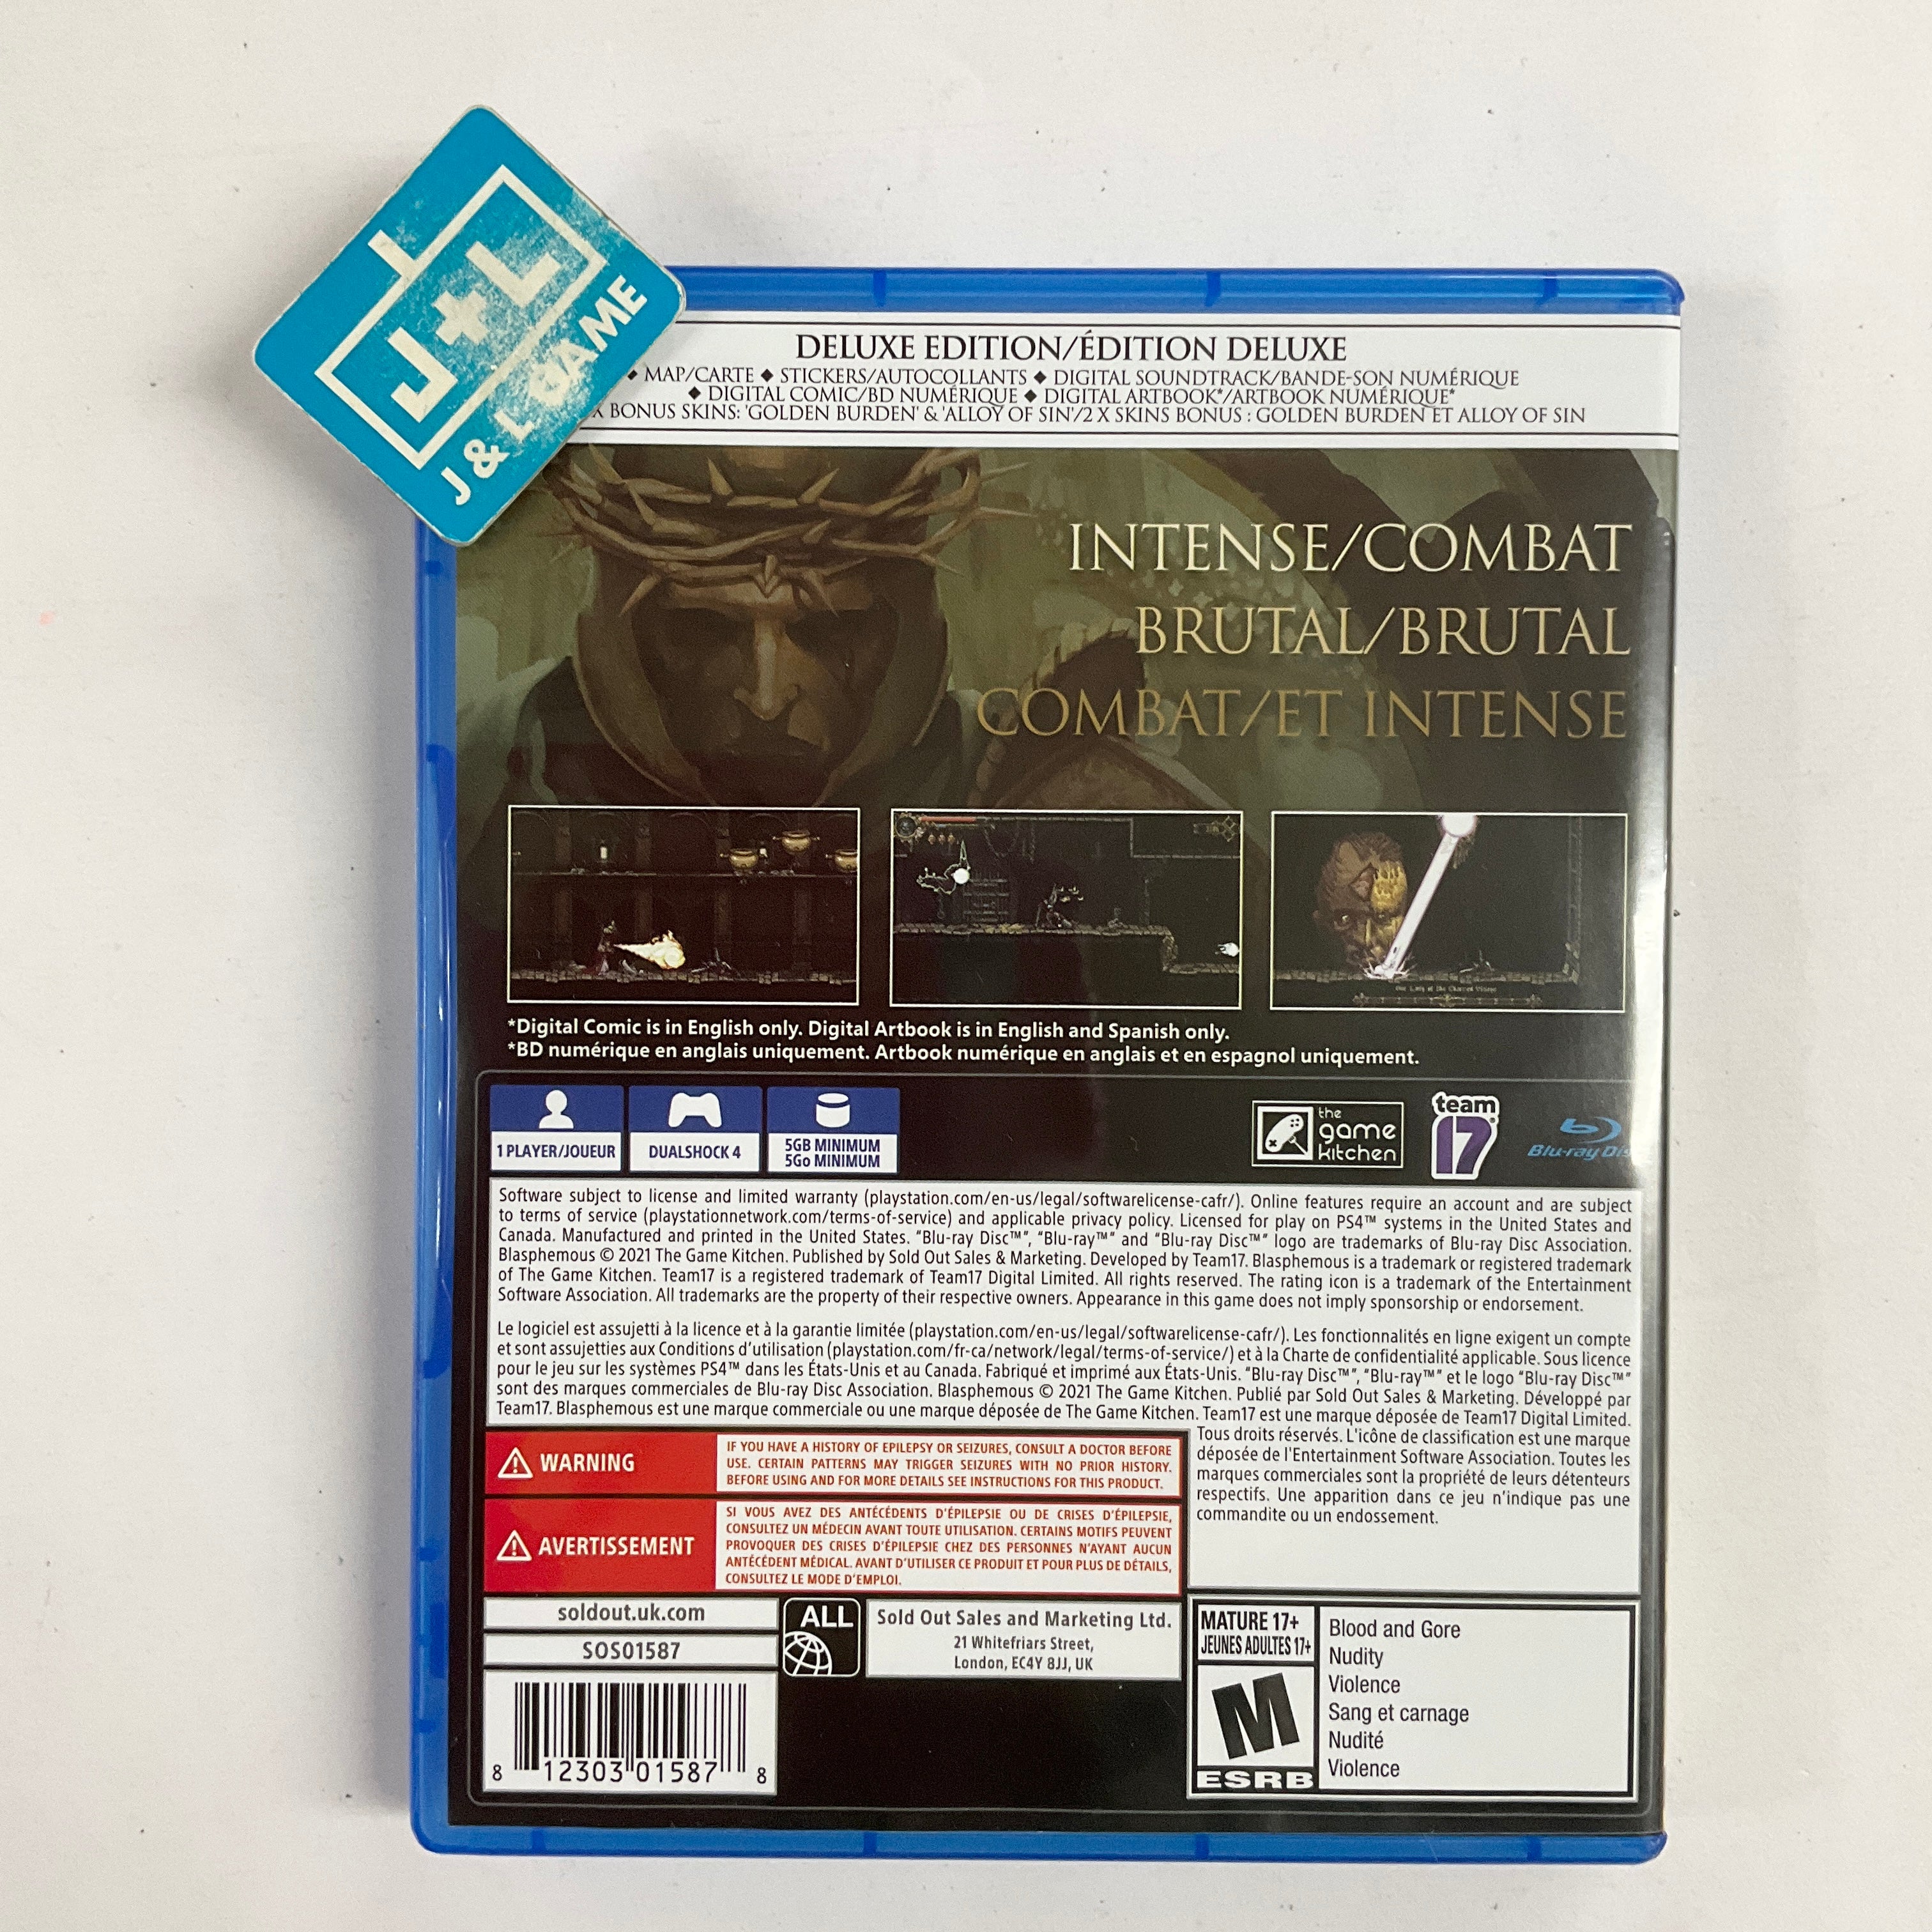 J+L
J & L GAME
DELUXE EDITION/ÉDITION DELUXE
◆ MAP/CARTE ◆ STICKERS/AUTOCOLLANTS ◆ DIGITAL SOUNDTRACK/BANDE-SON NUMÉRIQUE
◆ DIGITAL COMIC/BD NUMÉRIQUE ◆ DIGITAL ARTBOOK*/ARTBOOK NUMÉRIQUE*
X BONUS SKINS: 'GOLDEN BURDEN' & 'ALLOY OF SIN'/2 X SKINS BONUS : GOLDEN BURDEN ET ALLOY OF SIN
INTENSE/COMBAT
BRUTAL/BRUTAL
COMBAT/ET INTENSE
Our Lady of the Charred Visage
*Digital Comic is in English only. Digital Artbook is in English and Spanish only.
*BD numérique en anglais uniquement. Artbook numérique en anglais et en espagnol uniquement.
1 PLAYER/JOUEUR
DUALSHOCK 4
5GB MINIMUM
5Go MINIMUM
the
game
kitchen
team
17
Blu-ray Dis
Software subject to license and limited warranty (playstation.com/en-us/legal/softwarelicense-cafr/). Online features require an account and are subject
to terms of service (playstationnetwork.com/terms-of-service) and applicable privacy policy. Licensed for play on PS4™ systems in the United States and
Canada. Manufactured and printed in the United States. “Blu-ray Disc™”, “Blu-ray™” and “Blu-ray Disc™” logo are trademarks of Blu-ray Disc Association.
Blasphemous © 2021 The Game Kitchen. Published by Sold Out Sales & Marketing. Developed by Team17. Blasphemous is a trademark or registered trademark
of The Game Kitchen. Team17 is a registered trademark of Team17 Digital Limited. All rights reserved. The rating icon is a trademark of the Entertainment
Software Association. All trademarks are the property of their respective owners. Appearance in this game does not imply sponsorship or endorsement.
Le logiciel est assujetti à la licence et à la garantie limitée (playstation.com/en-us/legal/softwarelicense-cafr/). Les fonctionnalités en ligne exigent un compte
et sont assujetties aux Conditions d’utilisation (playstation.com/fr-ca/network/legal/terms-of-service/) et à la Charte de confidentialité applicable. Sous licence
pour le jeu sur les systèmes PS4™ dans les États-Unis et au Canada. Fabriqué et imprimé aux États-Unis. “Blu-ray Disc™”, “Blu-ray™” et le logo “Blu-ray Disc™”
sont des marques commerciales de Blu-ray Disc Association. Blasphemous © 2021 The Game Kitchen. Publié par Sold Out Sales & Marketing. Développé par
Team17. Blasphemous est une marque commerciale ou une marque déposée de The Game Kitchen. Team17 est une marque déposée de Team17 Digital Limited.
Tous droits réservés. L'icône de classification est une marque
déposée de l'Entertainment Software Association. Toutes les
marques commerciales sont la propriété de leurs détenteurs
respectifs. Une apparition dans ce jeu n’indique pas une
commandite ou un endossement.
WARNING
IF YOU HAVE A HISTORY OF EPILEPSY OR SEIZURES, CONSULT A DOCTOR BEFORE
USE. CERTAIN PATTERNS MAY TRIGGER SEIZURES WITH NO PRIOR HISTORY.
BEFORE USING AND FOR MORE DETAILS SEE INSTRUCTIONS FOR THIS PRODUCT.
AVERTISSEMENT
SI VOUS AVEZ DES ANTÉCÉDENTS D’ÉPILEPSIE OU DE CRISES D’ÉPILEPSIE,
CONSULTEZ UN MÉDECIN AVANT TOUTE UTILISATION. CERTAINS MOTIFS PEUVENT
PROVOQUER DES CRISES D’ÉPILEPSIE CHEZ DES PERSONNES N’AYANT AUCUN
ANTÉCÉDENT MÉDICAL. AVANT D’UTILISER CE PRODUIT ET POUR PLUS DE DÉTAILS,
CONSULTEZ LE MODE D’EMPLOI.
soldout.uk.com
SOS01587
ALL
Sold Out Sales and Marketing Ltd.
21 Whitefriars Street,
London, EC4Y 8JJ, UK
8 12303 01587 8
MATURE 17+
JEUNES ADULTES 17+
M
ESRB
Blood and Gore
Nudity
Violence
Sang et carnage
Nudité
Violence